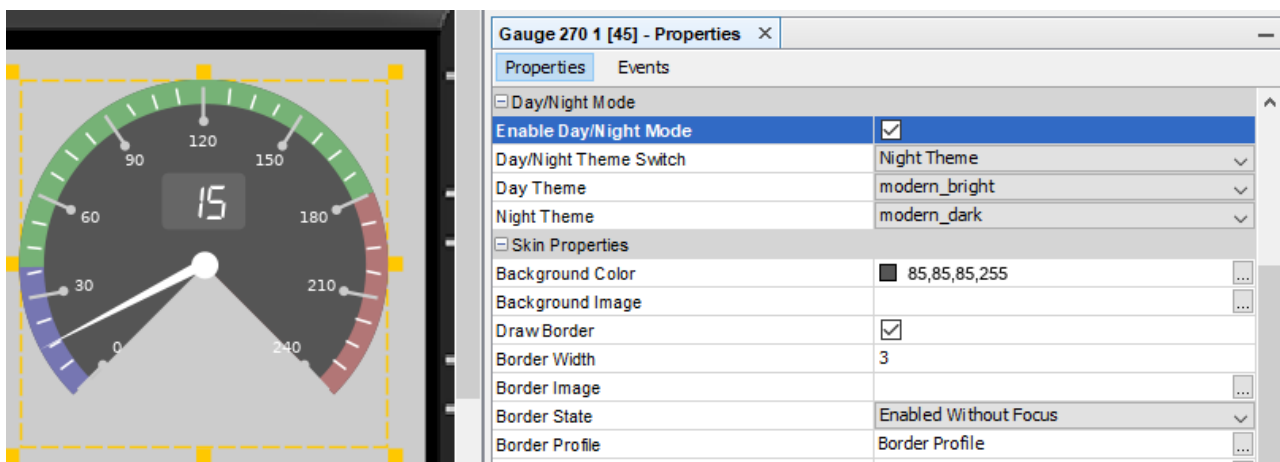 120
90
150
15
60
180
30
210
0
240
Gauge 270 1 [45] - Properties
Properties Events
Day/Night Mode
Enable Day/Night Mode
Day/Night Theme Switch Night Theme
Day Theme modern_bright
Night Theme modern_dark
Skin Properties
Background Color 85,85,85,255 ...
Background Image ...
Draw Border
Border Width 3
Border Image ...
Border State Enabled Without Focus
Border Profile Border Profile ...